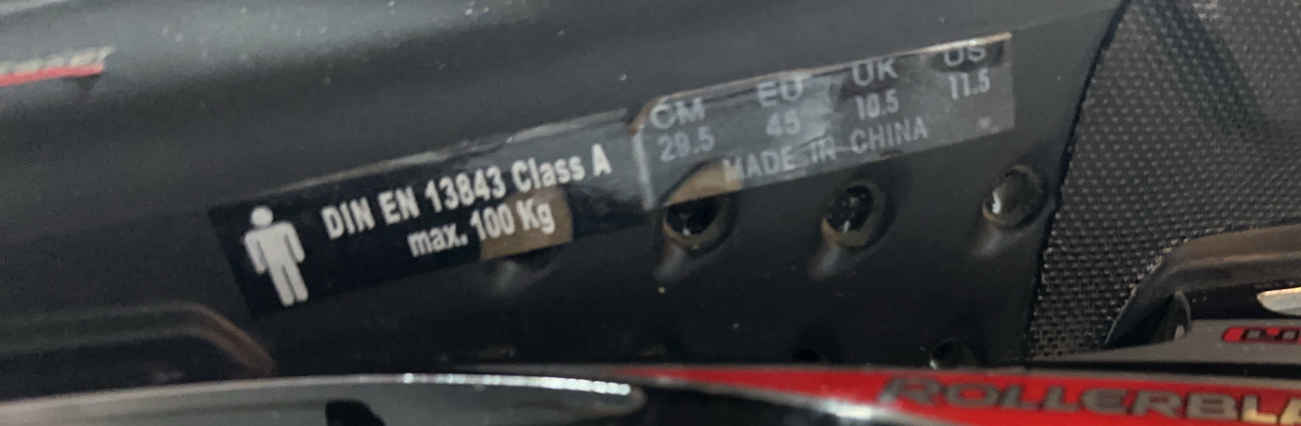 DIN EN 13843 Class A
max. 100 Kg
CM EU UK US
29.5 45 10.5 11.5
MADE IN CHINA